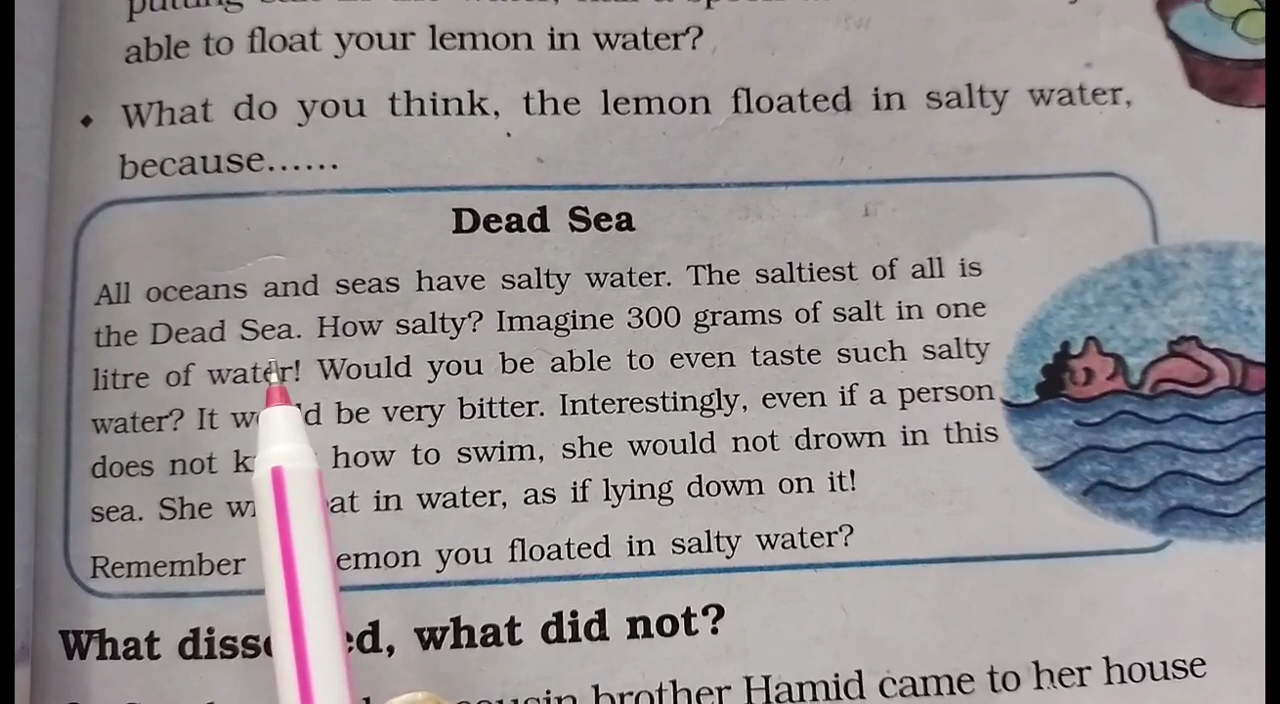 able to float your lemon in water?
• What do you think, the lemon floated in salty water,
because......
Dead Sea
All oceans and seas have salty water. The saltiest of all is
the Dead Sea. How salty? Imagine 300 grams of salt in one
litre of water! Would you be able to even taste such salty
water? It would be very bitter. Interestingly, even if a person
does not how to swim, she would not drown in this
sea. She in water, as if lying down on it!
Remember you floated in salty water?
What did not?
brother Hamid came to her house